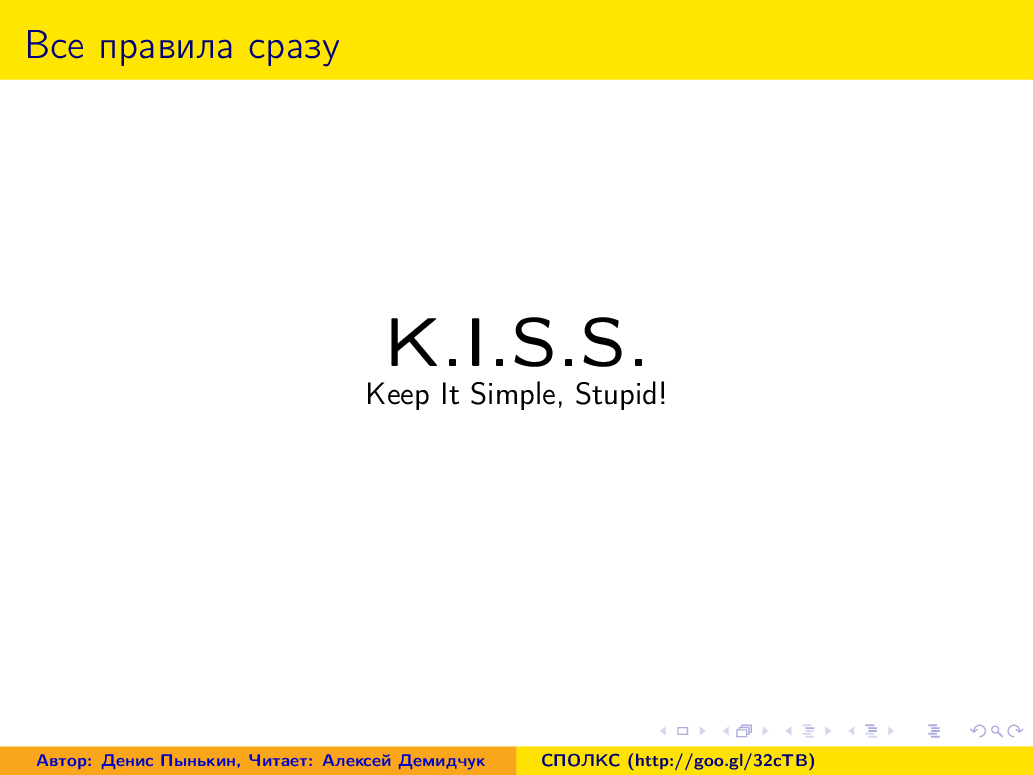 Все правила сразу
K.I.S.S.
Keep It Simple, Stupid!
Автор: Денис Пынькин, Читает: Алексей Демидчук
СПОЛКС (http://goo.gl/32cTB)